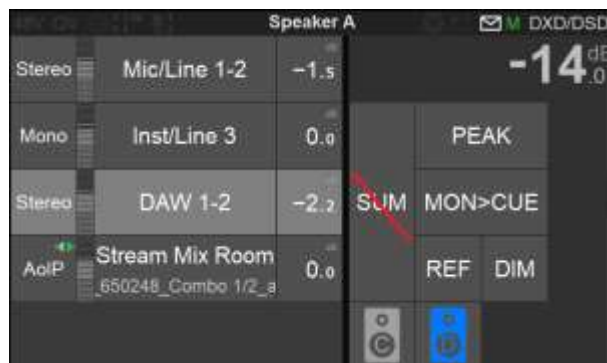 Speaker A
M DXD/DSD
Stereo Mic/Line 1-2 -1.5
-14.0 dB
Mono Inst/Line 3 0.0
PEAK
Stereo DAW 1-2 -2.2
SUM MON>CUE
AoIP Stream Mix Room 0.0
_650248_Combo 1/2_a
REF DIM
C